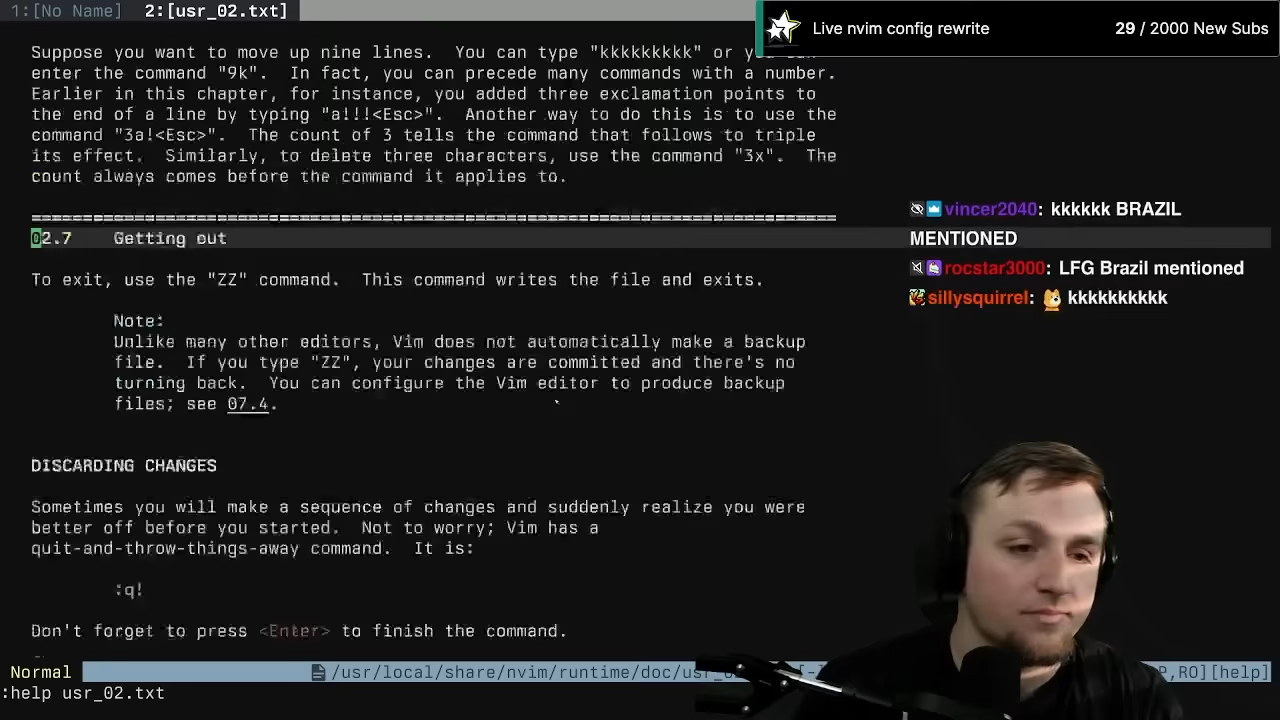 1:[No Name]  2:[usr_02.txt]
Live nvim config rewrite
29 / 2000 New Subs
Suppose you want to move up nine lines.  You can type "kkkkkkkkk" or
enter the command "9k".  In fact, you can precede many commands with a number.
Earlier in this chapter, for instance, you added three exclamation points to
the end of a line by typing "a!!!<Esc>".  Another way to do this is to use the
command "3a!<Esc>".  The count of 3 tells the command that follows to triple
its effect.  Similarly, to delete three characters, use the command "3x".  The
count always comes before the command it applies to.
==============================================================================
02.7    Getting out
To exit, use the "ZZ" command.  This command writes the file and exits.
Note:
Unlike many other editors, Vim does not automatically make a backup
file.  If you type "ZZ", your changes are committed and there's no
turning back.  You can configure the Vim editor to produce backup
files; see 07.4.
DISCARDING CHANGES
Sometimes you will make a sequence of changes and suddenly realize you were
better off before you started.  Not to worry; Vim has a
quit-and-throw-things-away command.  It is:
:q!
Don't forget to press <Enter> to finish the command.
vincer2040: kkkkkk BRAZIL
MENTIONED
rocstar3000: LFG Brazil mentioned
sillysquirrel: kkkkkkkkkk
Normal
/usr/local/share/nvim/runtime/doc/us
P,RO][help]
:help usr_02.txt